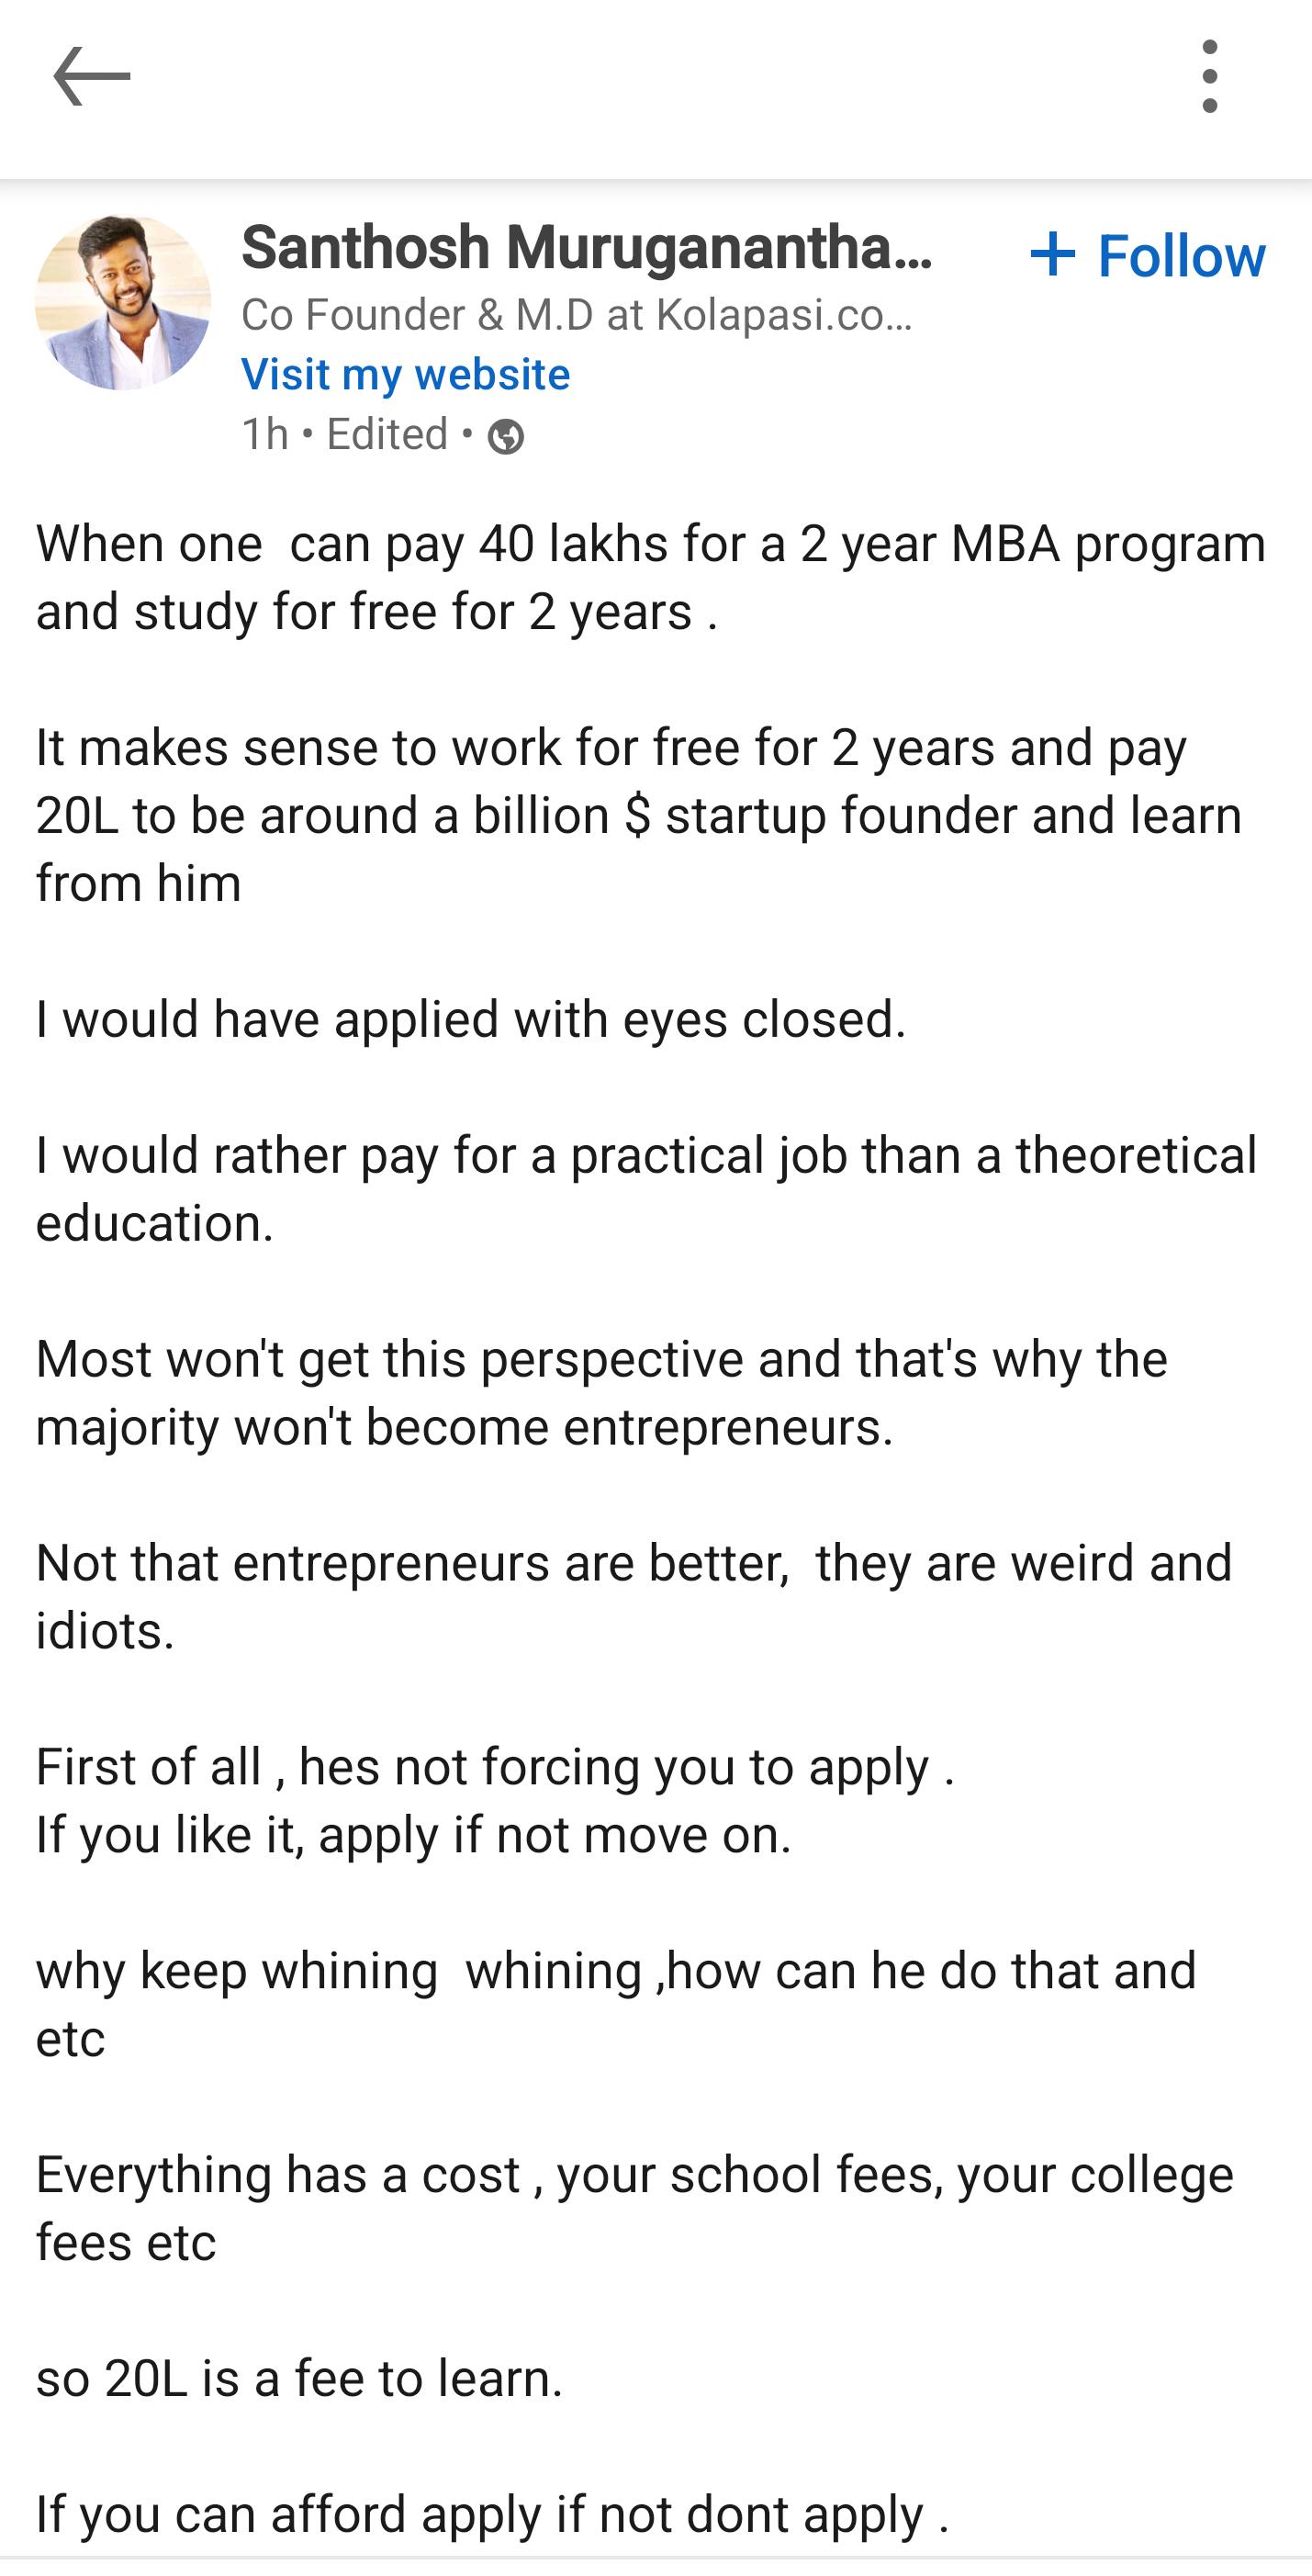 Santhosh Muruganantha...
+ Follow
Co Founder & M.D at Kolapasi.co...
Visit my website
1h • Edited •
When one  can pay 40 lakhs for a 2 year MBA program
and study for free for 2 years .
It makes sense to work for free for 2 years and pay
20L to be around a billion $ startup founder and learn
from him
I would have applied with eyes closed.
I would rather pay for a practical job than a theoretical
education.
Most won't get this perspective and that's why the
majority won't become entrepreneurs.
Not that entrepreneurs are better,  they are weird and
idiots.
First of all , hes not forcing you to apply .
If you like it, apply if not move on.
why keep whining  whining ,how can he do that and
etc
Everything has a cost , your school fees, your college
fees etc
so 20L is a fee to learn.
If you can afford apply if not dont apply .